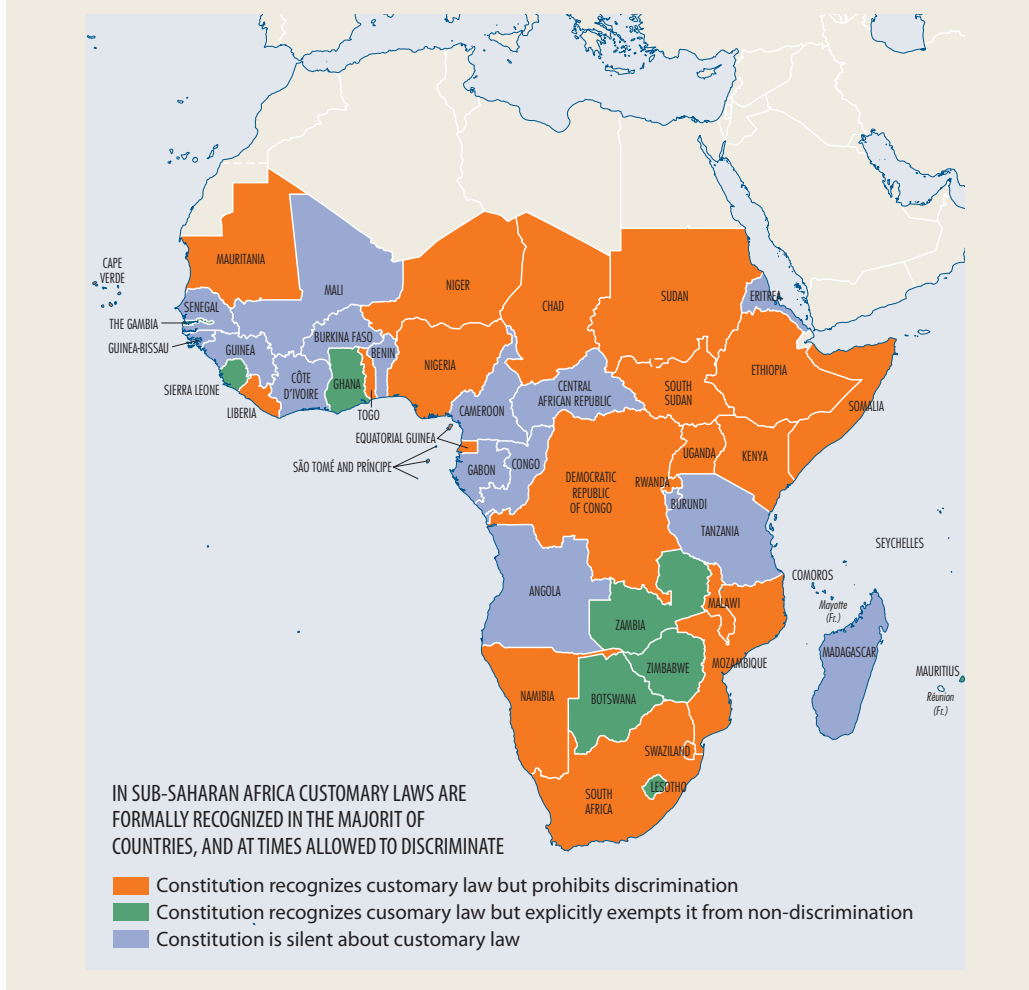 CAPE
VERDE
MAURITANIA
MALI
NIGER
CHAD
SUDAN
ERITREA
SENEGAL
THE GAMBIA
GUINEA-BISSAU
GUINEA
BURKINA FASO
BENIN
NIGERIA
ETHIOPIA
SIERRA LEONE
CÔTE
D'IVOIRE
GHANA
CENTRAL
AFRICAN REPUBLIC
SOUTH
SUDAN
SOMALIA
LIBERIA
TOGO
CAMEROON
EQUATORIAL GUINEA
SÃO TOMÉ AND PRÍNCIPE
GABON
CONGO
DEMOCRATIC
REPUBLIC
OF CONGO
UGANDA
KENYA
RWANDA
BURUNDI
TANZANIA
SEYCHELLES
COMOROS
Mayotte
(Fr.)
ANGOLA
MALAWI
ZAMBIA
MADAGASCAR
ZIMBABWE
MOZAMBIQUE
MAURITIUS
Réunion
(Fr.)
NAMIBIA
BOTSWANA
SWAZILAND
SOUTH
AFRICA
LESOTHO
IN SUB-SAHARAN AFRICA CUSTOMARY LAWS ARE
FORMALLY RECOGNIZED IN THE MAJORIT OF
COUNTRIES, AND AT TIMES ALLOWED TO DISCRIMINATE
Constitution recognizes customary law but prohibits discrimination
Constitution recognizes cusomary law but explicitly exempts it from non-discrimination
Constitution is silent about customary law